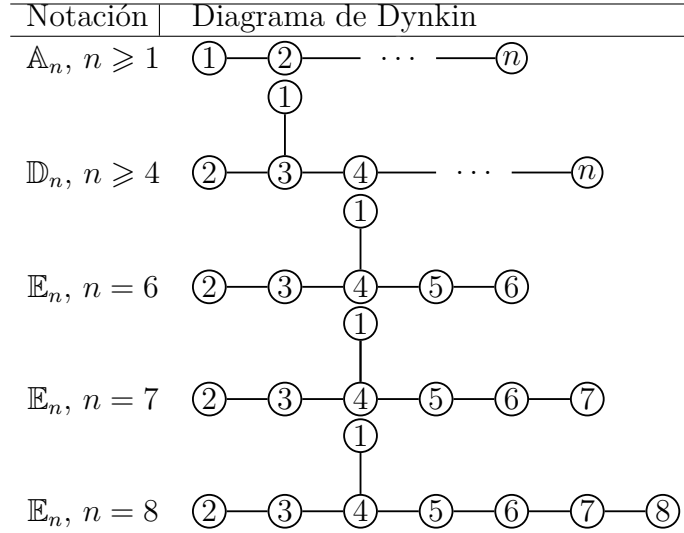 Notación Diagrama de Dynkin
𝔸ₙ, n ⩾ 1 1 2 ⋯ n
1
𝔻ₙ, n ⩾ 4 2 3 4 ⋯ n
1
𝔼ₙ, n = 6 2 3 4 5 6
1
𝔼ₙ, n = 7 2 3 4 5 6 7
1
𝔼ₙ, n = 8 2 3 4 5 6 7 8